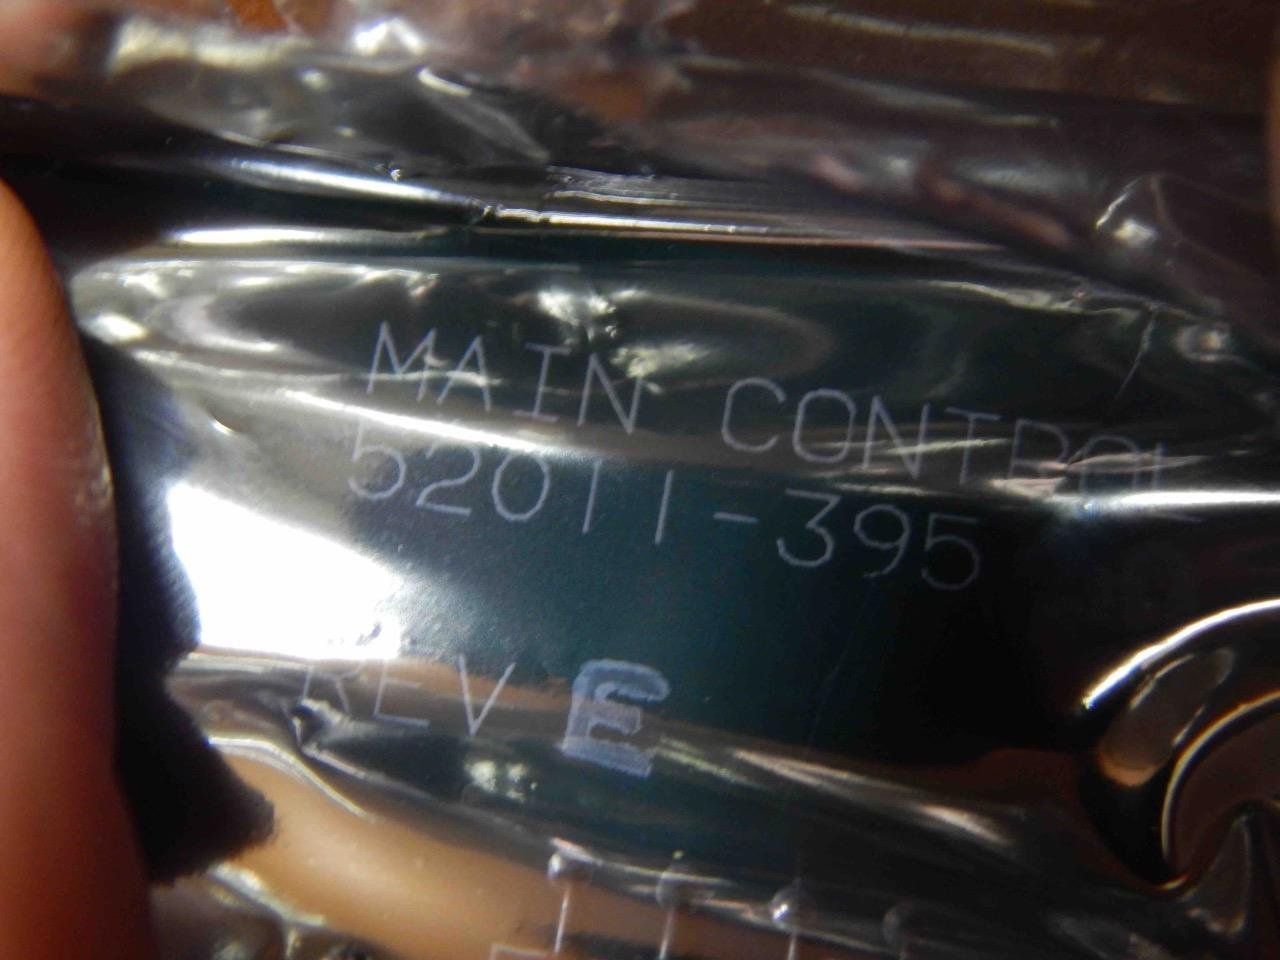 MAIN CONTROL
52011-395
REV E